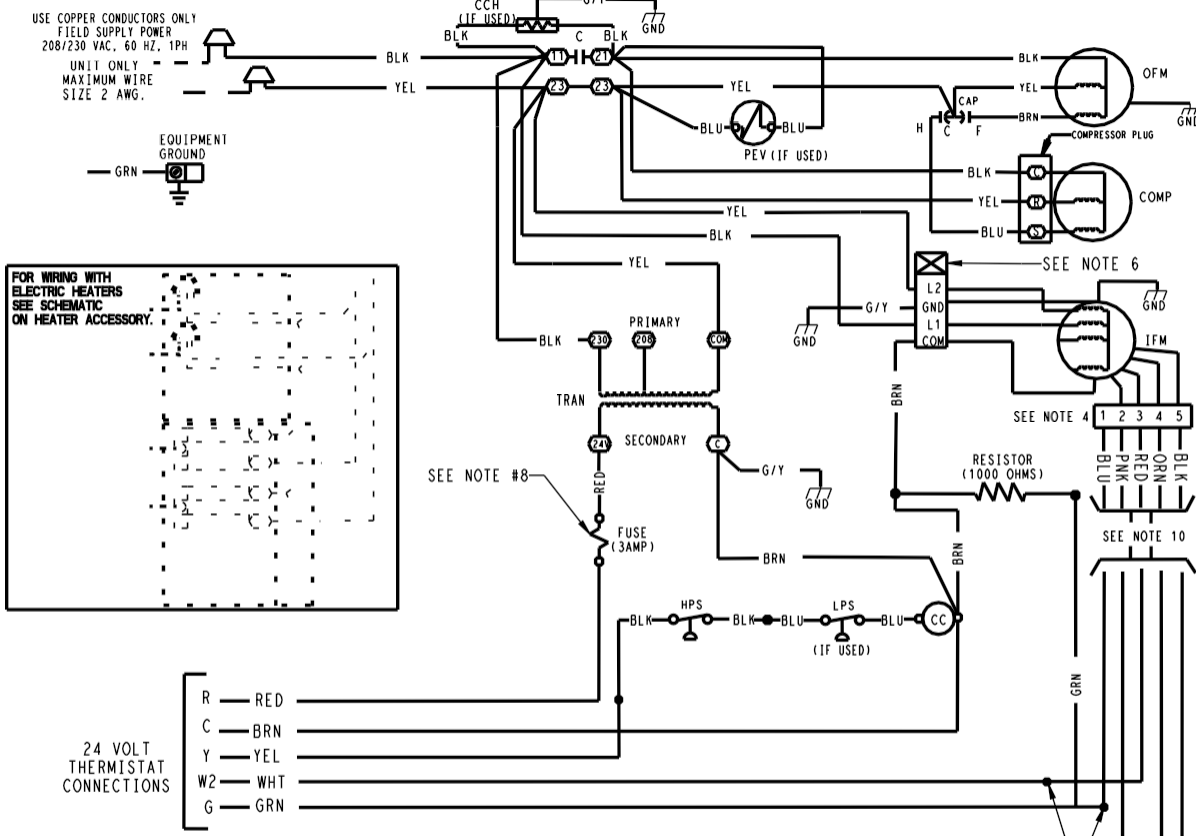 CCH
(IF USED)
G/Y
GND
USE COPPER CONDUCTORS ONLY
FIELD SUPPLY POWER
208/230 VAC, 60 HZ, 1PH
UNIT ONLY
MAXIMUM WIRE
SIZE 2 AWG.
BLK
BLK
C
BLK
11
21
BLK
OFM
YEL
23
23
YEL
YEL
CAP
BRN
GND
H
C
F
BLU
BLU
PEV (IF USED)
COMPRESSOR PLUG
EQUIPMENT
GROUND
GRN
BLK
C
YEL
R
COMP
BLU
S
YEL
BLK
YEL
SEE NOTE 6
FOR WIRING WITH
ELECTRIC HEATERS
SEE SCHEMATIC
ON HEATER ACCESSORY.
L2
GND
L1
COM
G/Y
GND
GND
IFM
BLK
230
PRIMARY
208
COM
TRAN
BRN
SEE NOTE 4
1 2 3 4 5
24V
SECONDARY
C
BLU
PNK
RED
ORN
BLK
SEE NOTE #8
RED
G/Y
GND
RESISTOR
(1000 OHMS)
FUSE
(3AMP)
SEE NOTE 10
BRN
BRN
HPS
LPS
BLK
BLK
BLU
BLU
CC
(IF USED)
GRN
24 VOLT
THERMISTAT
CONNECTIONS
R RED
C BRN
Y YEL
W2 WHT
G GRN